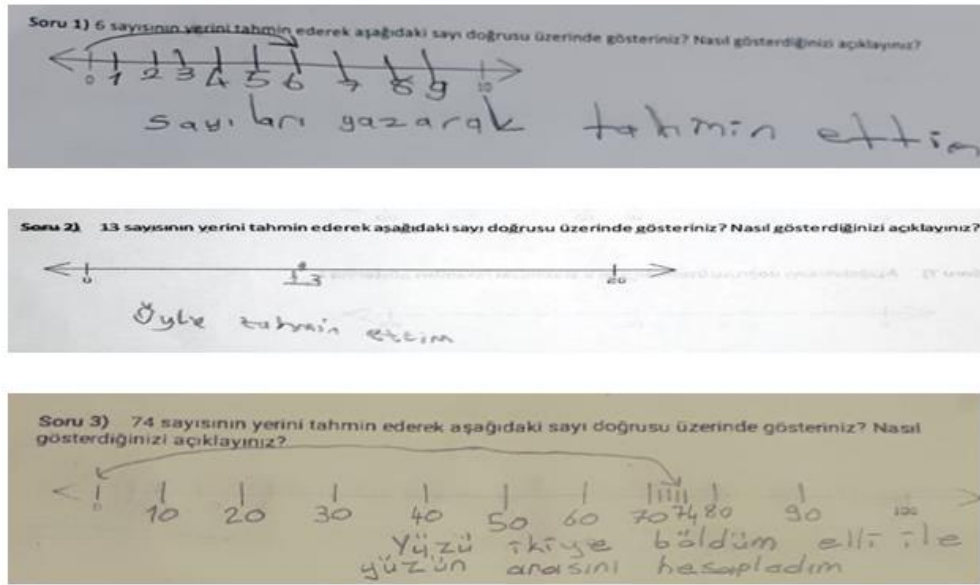 Soru 1) 6 sayısının yerini tahmin ederek aşağıdaki sayı doğrusu üzerinde gösteriniz? Nasıl gösterdiğinizi açıklayınız?
0 1 2 3 4 5 6 7 8 9 10
Sayıları yazarak tahmin ettim
Soru 2) 13 sayısının yerini tahmin ederek aşağıdaki sayı doğrusu üzerinde gösteriniz? Nasıl gösterdiğinizi açıklayınız?
0 13 20
Öyle tahmin ettim
Soru 3) 74 sayısının yerini tahmin ederek aşağıdaki sayı doğrusu üzerinde gösteriniz? Nasıl
gösterdiğinizi açıklayınız?
0 10 20 30 40 50 60 70 74 80 90 100
Yüzü ikiye böldüm elli ile
yüzün arasını hesapladım